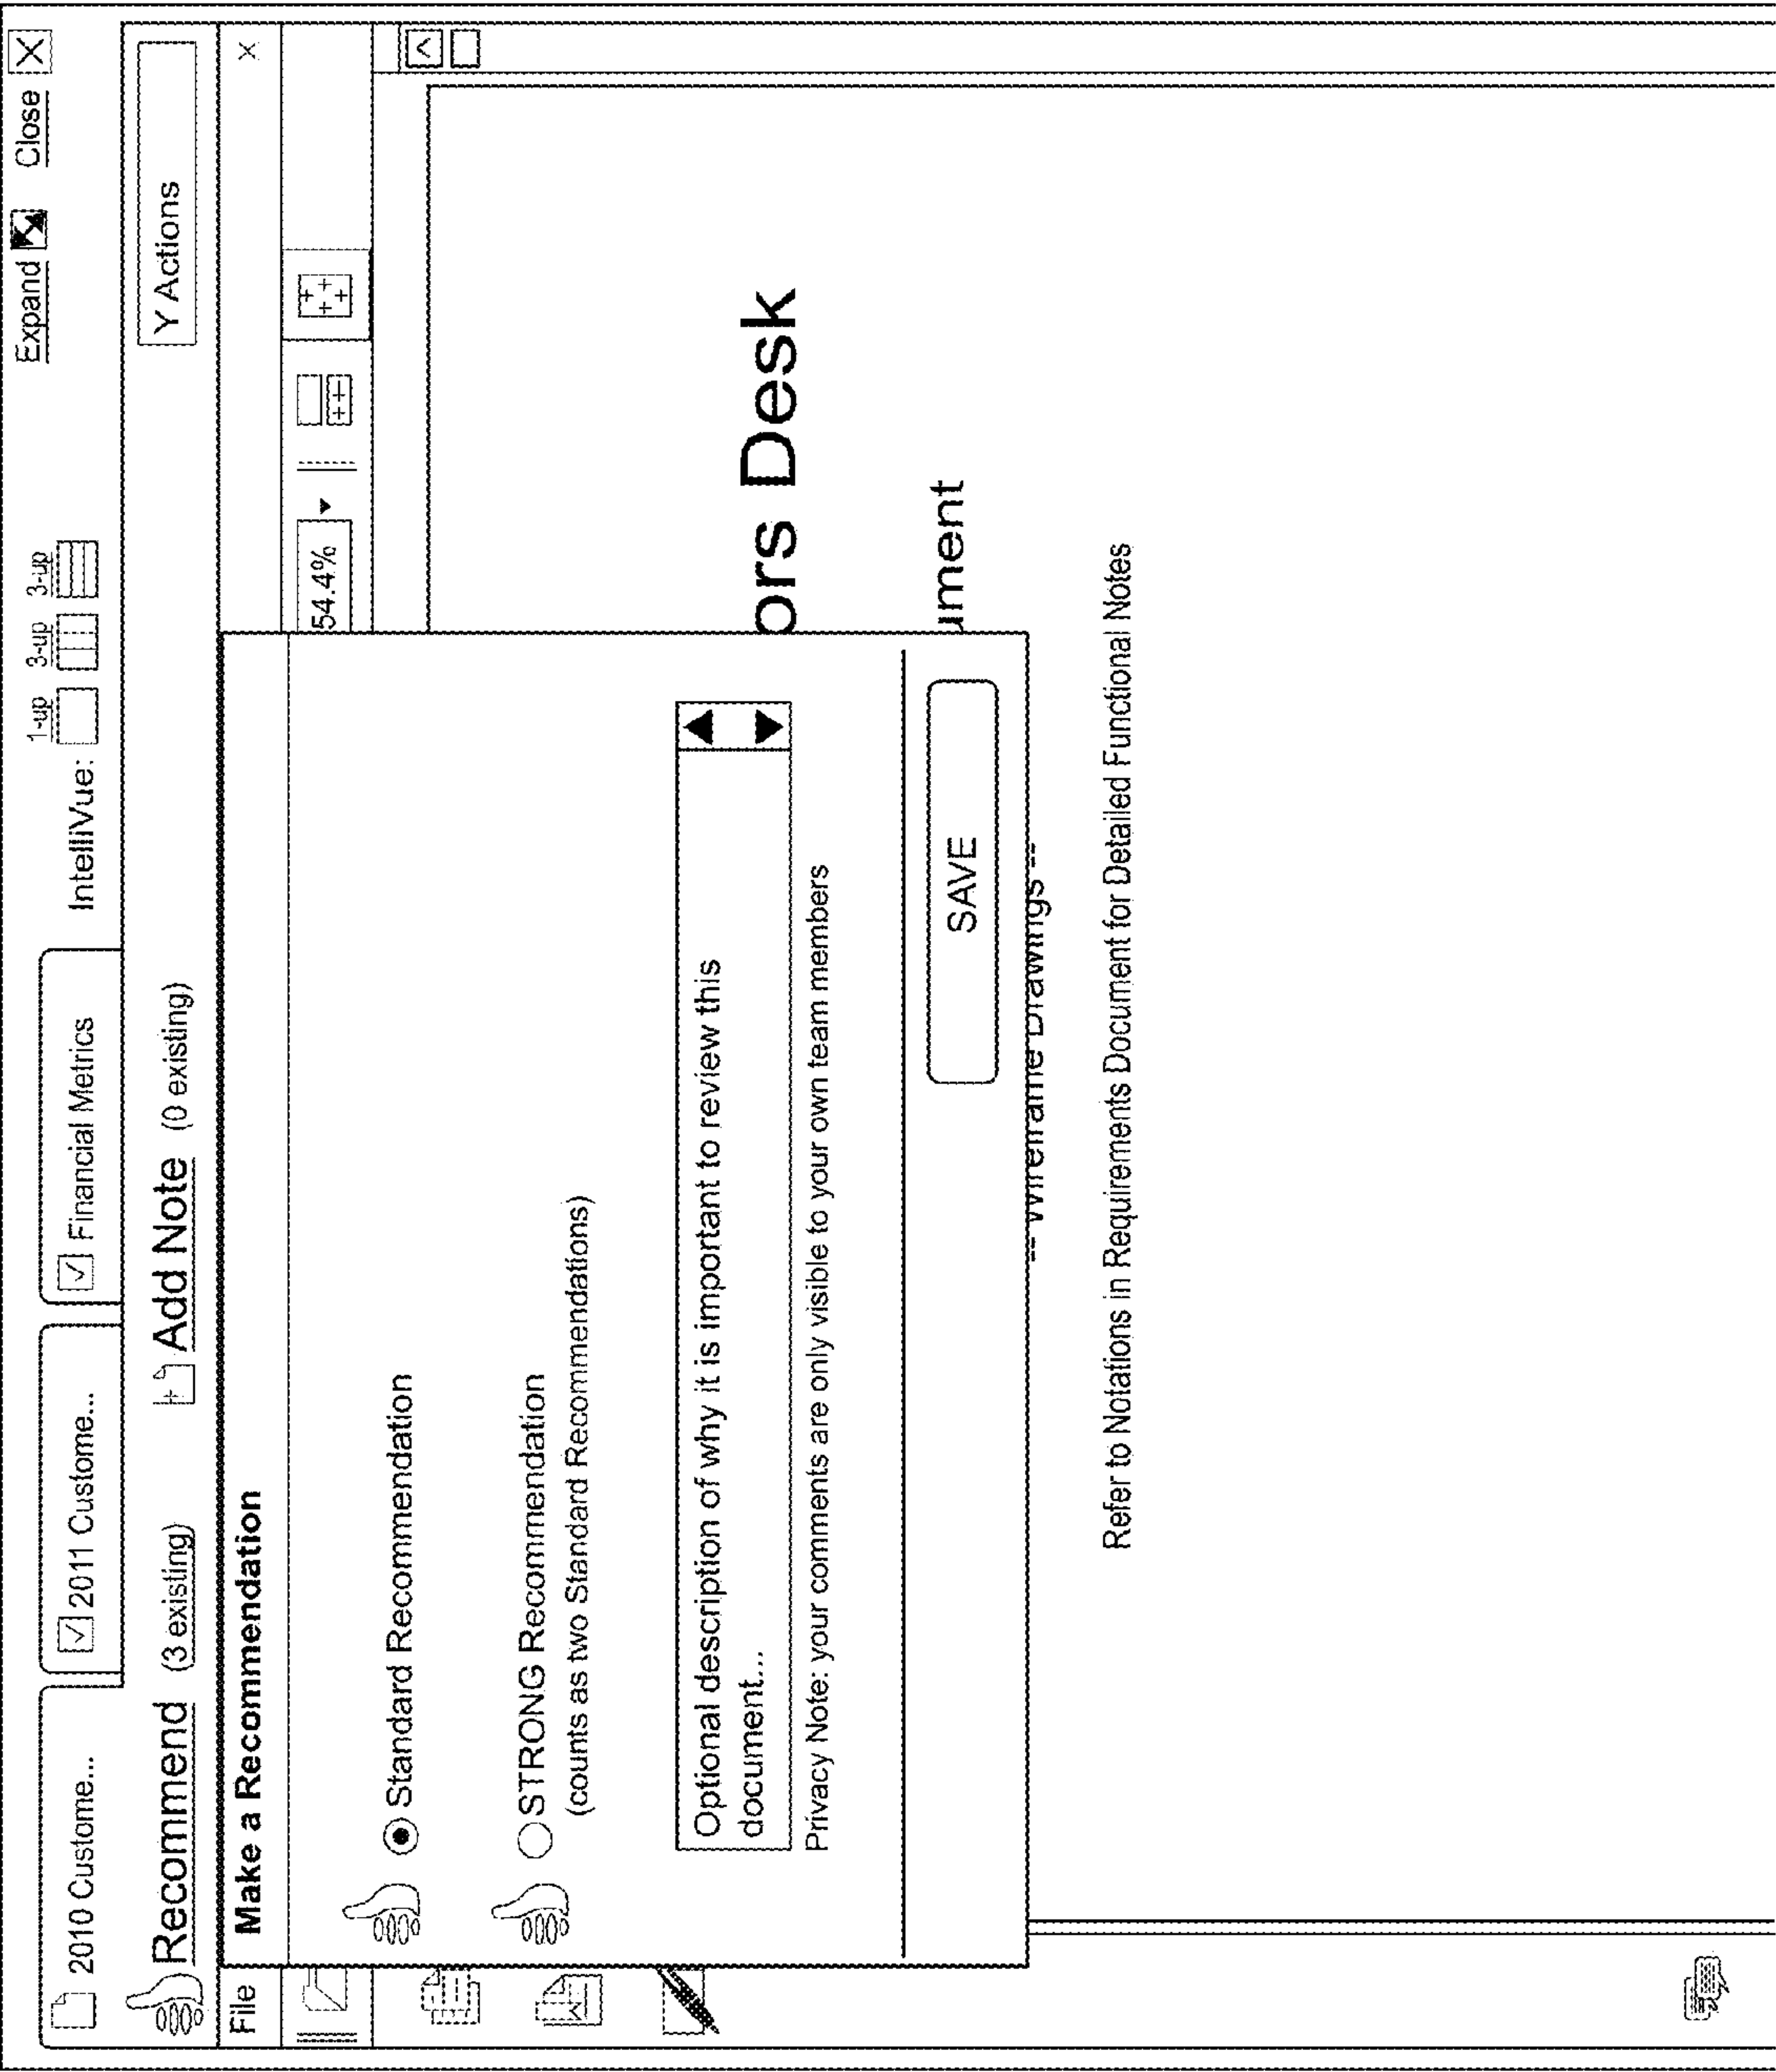 Expand Close
1-up 3-up 3-up
2010 Custome... 2011 Custome... Financial Metrics IntelliVue:
Recommend (3 existing) Add Note (0 existing) Y Actions
File Make a Recommendation X
54.4%
Standard Recommendation
STRONG Recommendation
(counts as two Standard Recommendations)
Optional description of why it is important to review this
document...
ors Desk
Privacy Note: your comments are only visible to your own team members
SAVE
ument
-- Wireframe Drawings --
Refer to Notations in Requirements Document for Detailed Functional Notes